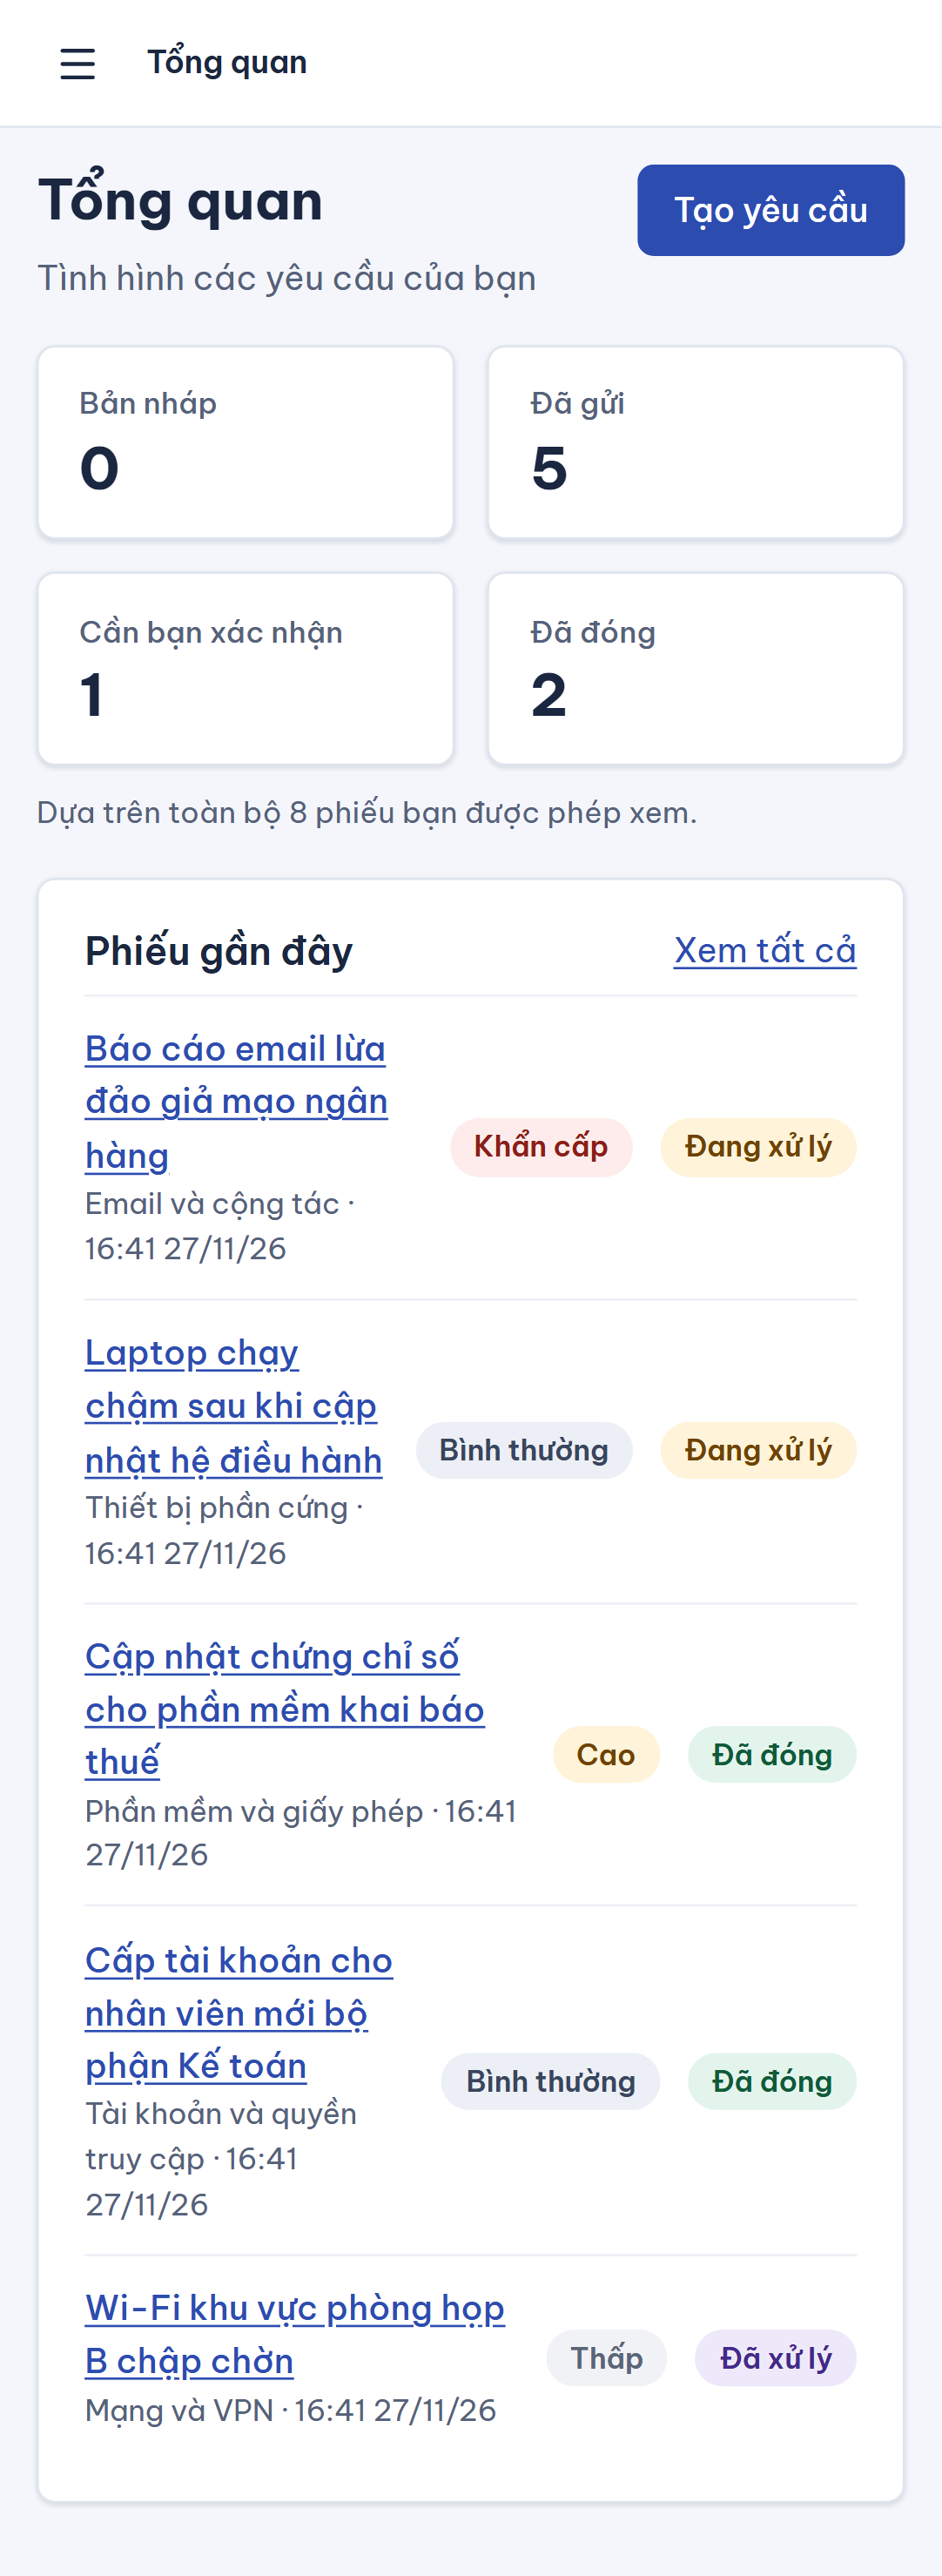 Tổng quan
Tổng quan
Tạo yêu cầu
Tình hình các yêu cầu của bạn
Bản nháp
0
Đã gửi
5
Cần bạn xác nhận
1
Đã đóng
2
Dựa trên toàn bộ 8 phiếu bạn được phép xem.
Phiếu gần đây
Xem tất cả
Báo cáo email lừa
đảo giả mạo ngân
hàng
Email và cộng tác ·
16:41 27/11/26
Khẩn cấp
Đang xử lý
Laptop chạy
chậm sau khi cập
nhật hệ điều hành
Thiết bị phần cứng ·
16:41 27/11/26
Bình thường
Đang xử lý
Cập nhật chứng chỉ số
cho phần mềm khai báo
thuế
Phần mềm và giấy phép · 16:41
27/11/26
Cao
Đã đóng
Cấp tài khoản cho
nhân viên mới bộ
phận Kế toán
Tài khoản và quyền
truy cập · 16:41
27/11/26
Bình thường
Đã đóng
Wi-Fi khu vực phòng họp
B chập chờn
Mạng và VPN · 16:41 27/11/26
Thấp
Đã xử lý